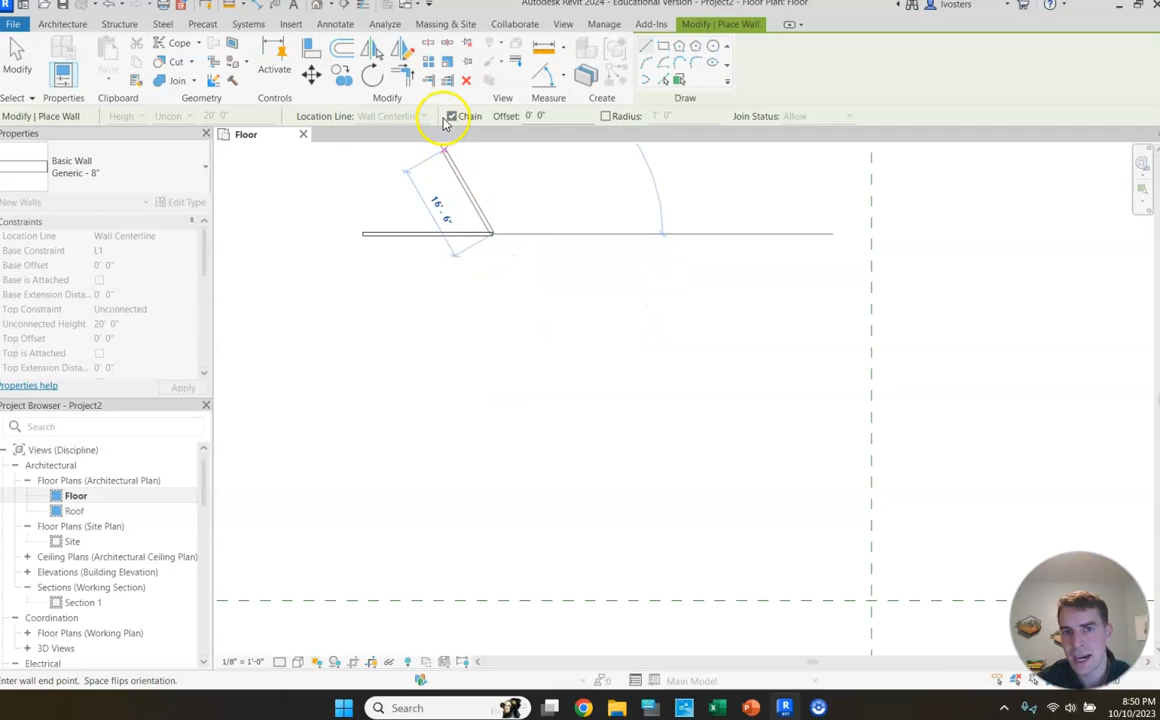 Autodesk Revit 2024 - Educational Version - Project2 - Floor Plan: Floor
lvosters
File
Architecture
Structure
Steel
Precast
Systems
Insert
Annotate
Analyze
Massing & Site
Collaborate
View
Manage
Add-Ins
Modify | Place Wall
Modify
Paste
Cope
Cut
Join
Activate
Select
Properties
Clipboard
Geometry
Controls
Modify
View
Measure
Create
Draw
Modify | Place Wall
Heigh
Uncon
20' 0"
Location Line:
Wall Centerlin
Chain
Offset:
0' 0"
Radius:
1' 0"
Join Status:
Allow
Properties
Floor
Basic Wall
Generic - 8"
New Walls
Edit Type
Constraints
Location Line
Wall Centerline
Base Constraint
L1
Base Offset
0' 0"
Base is Attached
Base Extension Dista...
0' 0"
Top Constraint
Unconnected
Unconnected Height
20' 0"
Top Offset
0' 0"
Top is Attached
Top Extension Dista...
0' 0"
Properties help
Apply
16' - 6"
Project Browser - Project2
Search
Views (Discipline)
Architectural
Floor Plans (Architectural Plan)
Floor
Roof
Floor Plans (Site Plan)
Site
Ceiling Plans (Architectural Ceiling Plan)
Elevations (Building Elevation)
Sections (Working Section)
Section 1
Coordination
Floor Plans (Working Plan)
3D Views
Electrical
1/8" = 1'-0"
Enter wall end point. Space flips orientation.
:0
Main Model
Search
8:50 PM
10/10/2023